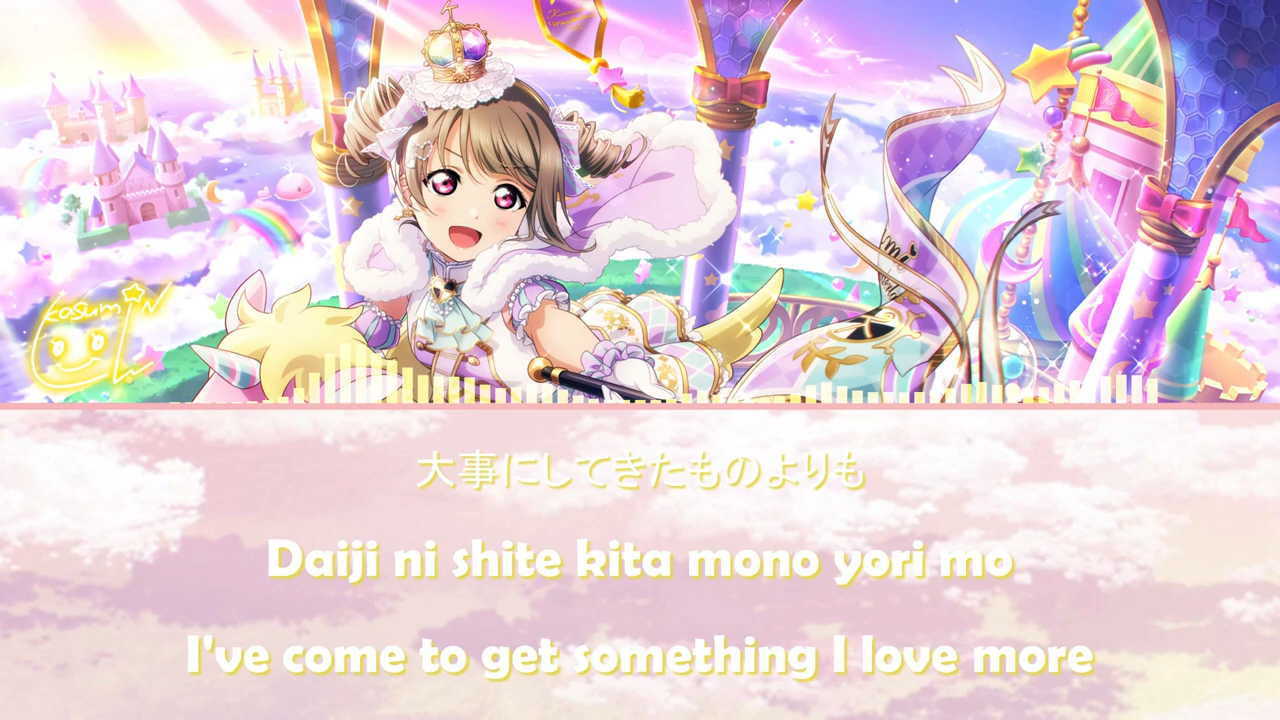 kasumiN
大事にしてきたものよりも
Daiji ni shite kita mono yori mo
I've come to get something I love more